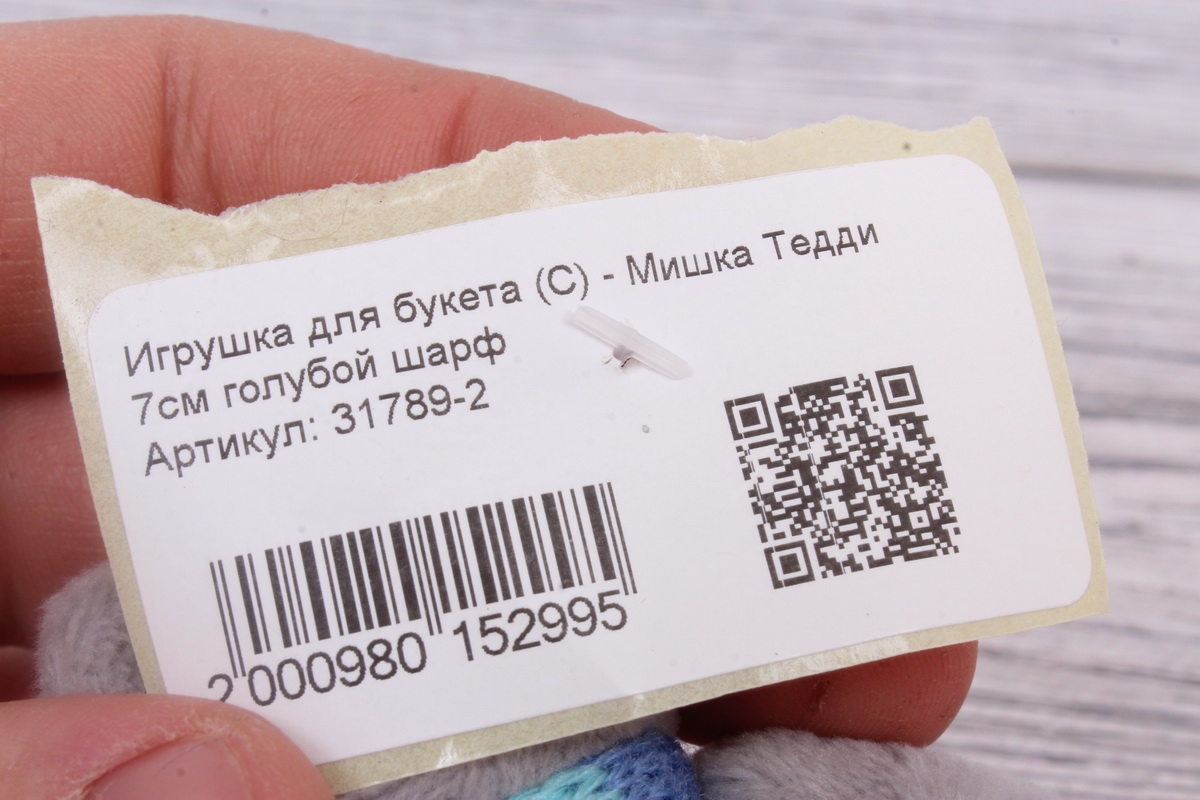 Игрушка для букета (С) - Мишка Тедди
7см голубой шарф
Артикул: 31789-2
2 000980 152995